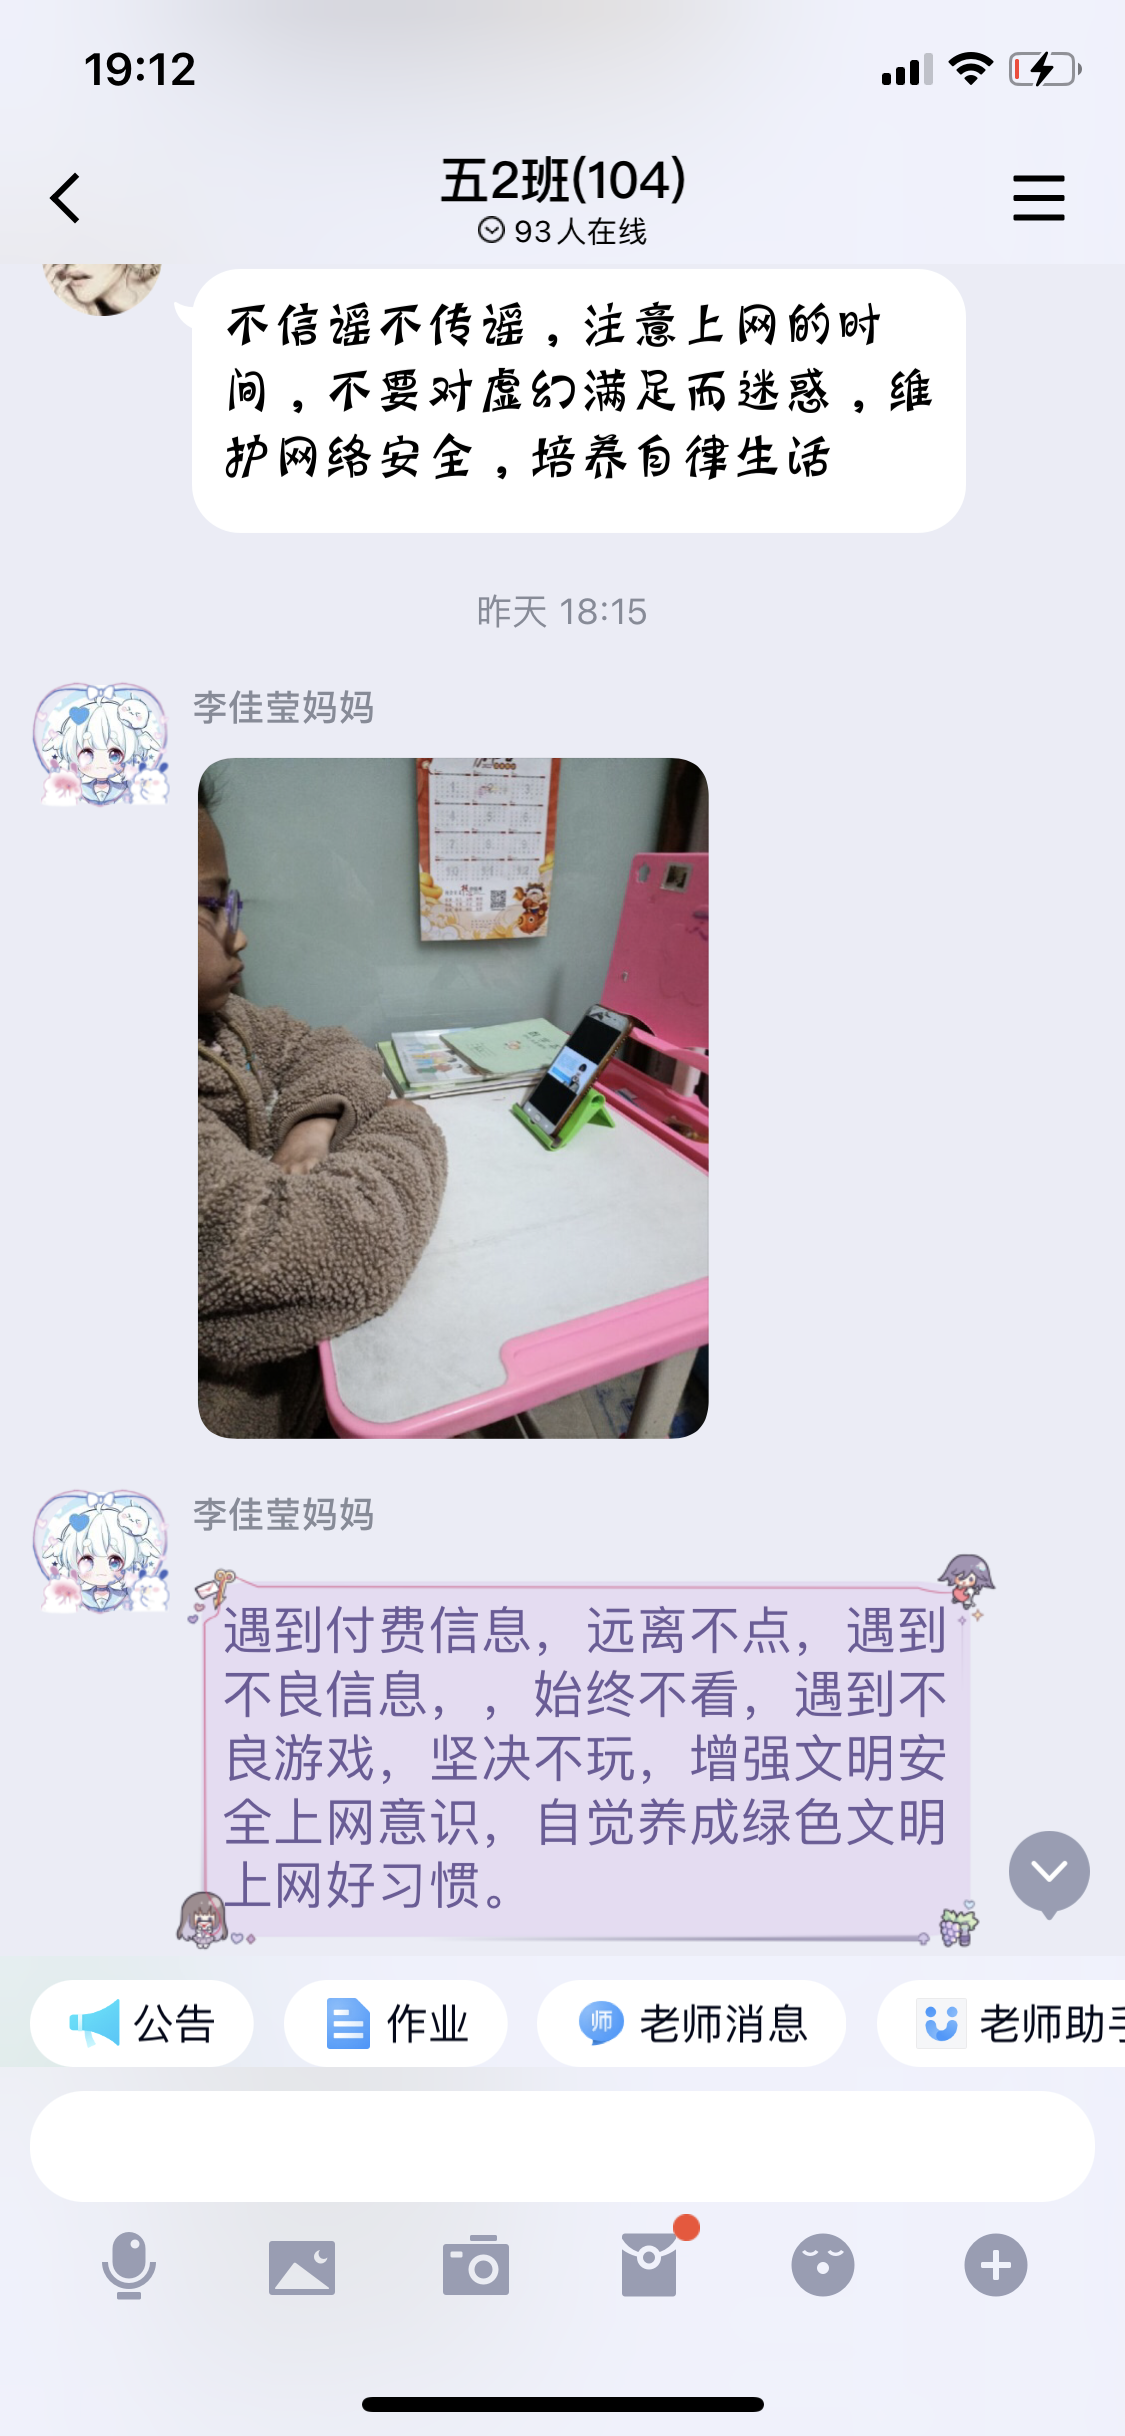 19:12
五2班(104)
93人在线
不信谣不传谣，注意上网的时
间，不要对虚幻满足而迷惑，维
护网络安全，培养自律生活
昨天 18:15
李佳莹妈妈
李佳莹妈妈
遇到付费信息，远离不点，遇到
不良信息，，始终不看，遇到不
良游戏，坚决不玩，增强文明安
全上网意识，自觉养成绿色文明
上网好习惯。
公告
作业
师 老师消息
老师助手